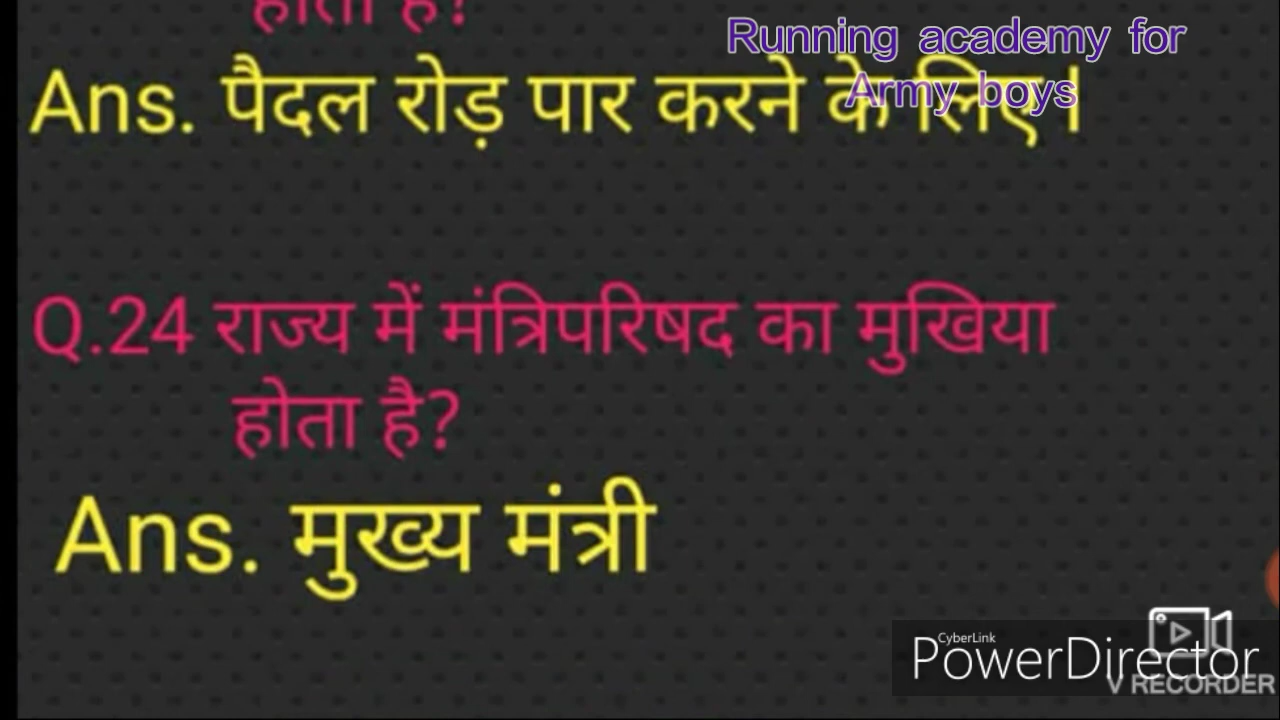 होता है?
Running academy for
Army boys
Ans. पैदल रोड़ पार करने के लिए।
Q.24 राज्य में मंत्रिपरिषद का मुखिया
होता है?
Ans. मुख्य मंत्री
CyberLink
PowerDirector
V RECORDER